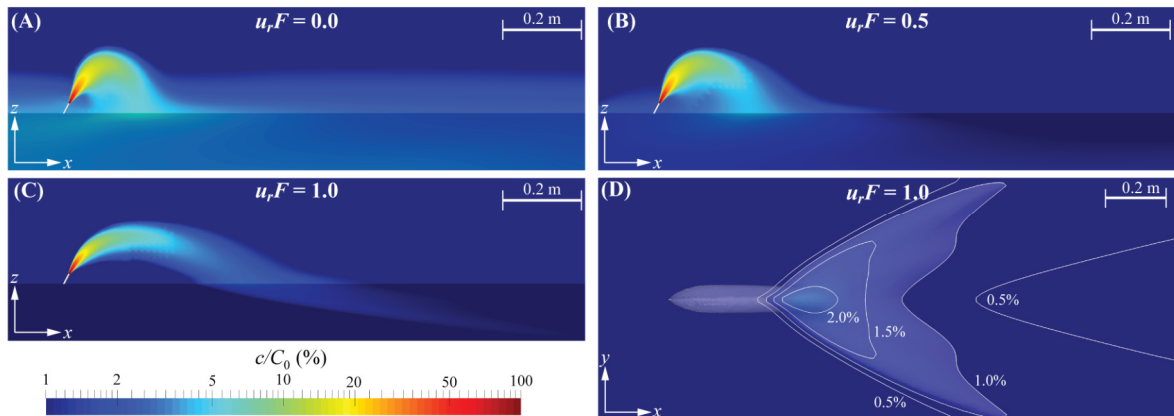 (A)
u_rF = 0.0
0.2 m
z
x
(B)
u_rF = 0.5
0.2 m
z
x
(C)
u_rF = 1.0
0.2 m
z
x
(D)
u_rF = 1.0
0.2 m
2.0%
1.5%
0.5%
1.0%
0.5%
y
x
c/C_0 (%)
1 2 5 10 20 50 100